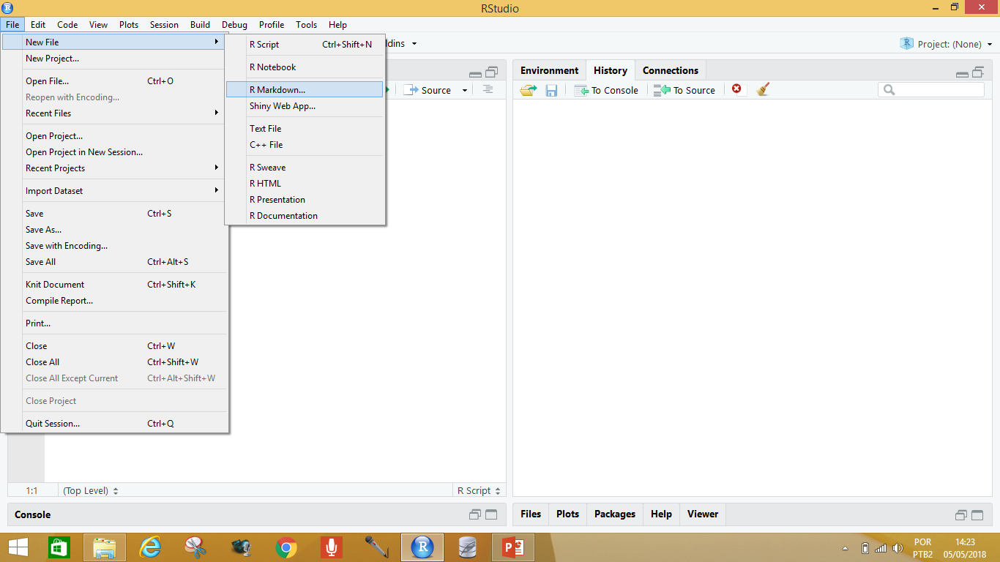 RStudio
File Edit Code View Plots Session Build Debug Profile Tools Help
New File
New Project...
Open File... Ctrl+O
Reopen with Encoding...
Recent Files
Open Project...
Open Project in New Session...
Recent Projects
Import Dataset
Save Ctrl+S
Save As...
Save with Encoding...
Save All Ctrl+Alt+S
Knit Document Ctrl+Shift+K
Compile Report...
Print...
Close Ctrl+W
Close All Ctrl+Shift+W
Close All Except Current Ctrl+Alt+Shift+W
Close Project
Quit Session... Ctrl+Q
R Script Ctrl+Shift+N
R Notebook
R Markdown...
Shiny Web App...
Text File
C++ File
R Sweave
R HTML
R Presentation
R Documentation
ldins
Project: (None)
Source
Environment History Connections
To Console To Source
1:1 (Top Level) R Script
Console
Files Plots Packages Help Viewer
POR 14:23
PTB2 05/05/2018